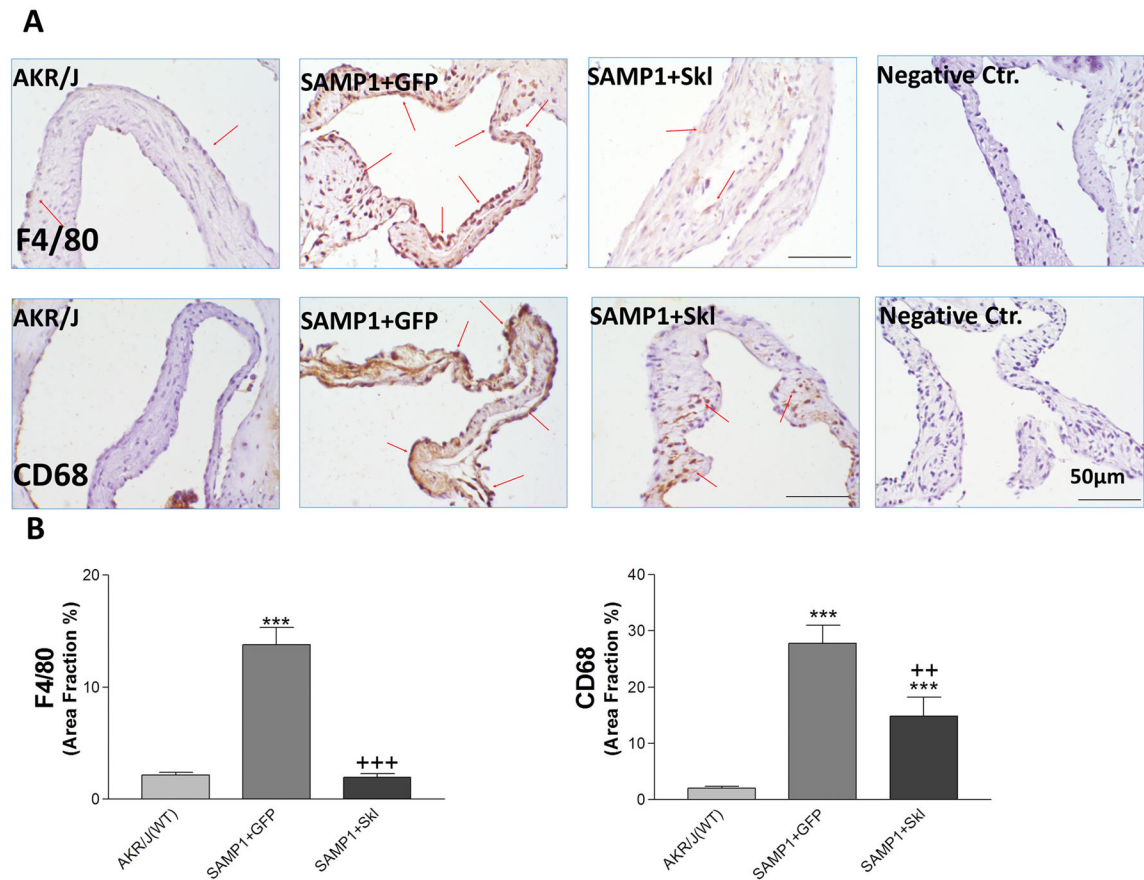 A
AKR/J
SAMP1+GFP
SAMP1+Skl
Negative Ctr.
F4/80
AKR/J
SAMP1+GFP
SAMP1+Skl
Negative Ctr.
CD68
50μm
B
F4/80
(Area Fraction %)
20
10
0
***
+++
AKR/J(WT)
SAMP1+GFP
SAMP1+Skl
CD68
(Area Fraction %)
40
30
20
10
0
***
++
***
AKR/J(WT)
SAMP1+GFP
SAMP1+Skl